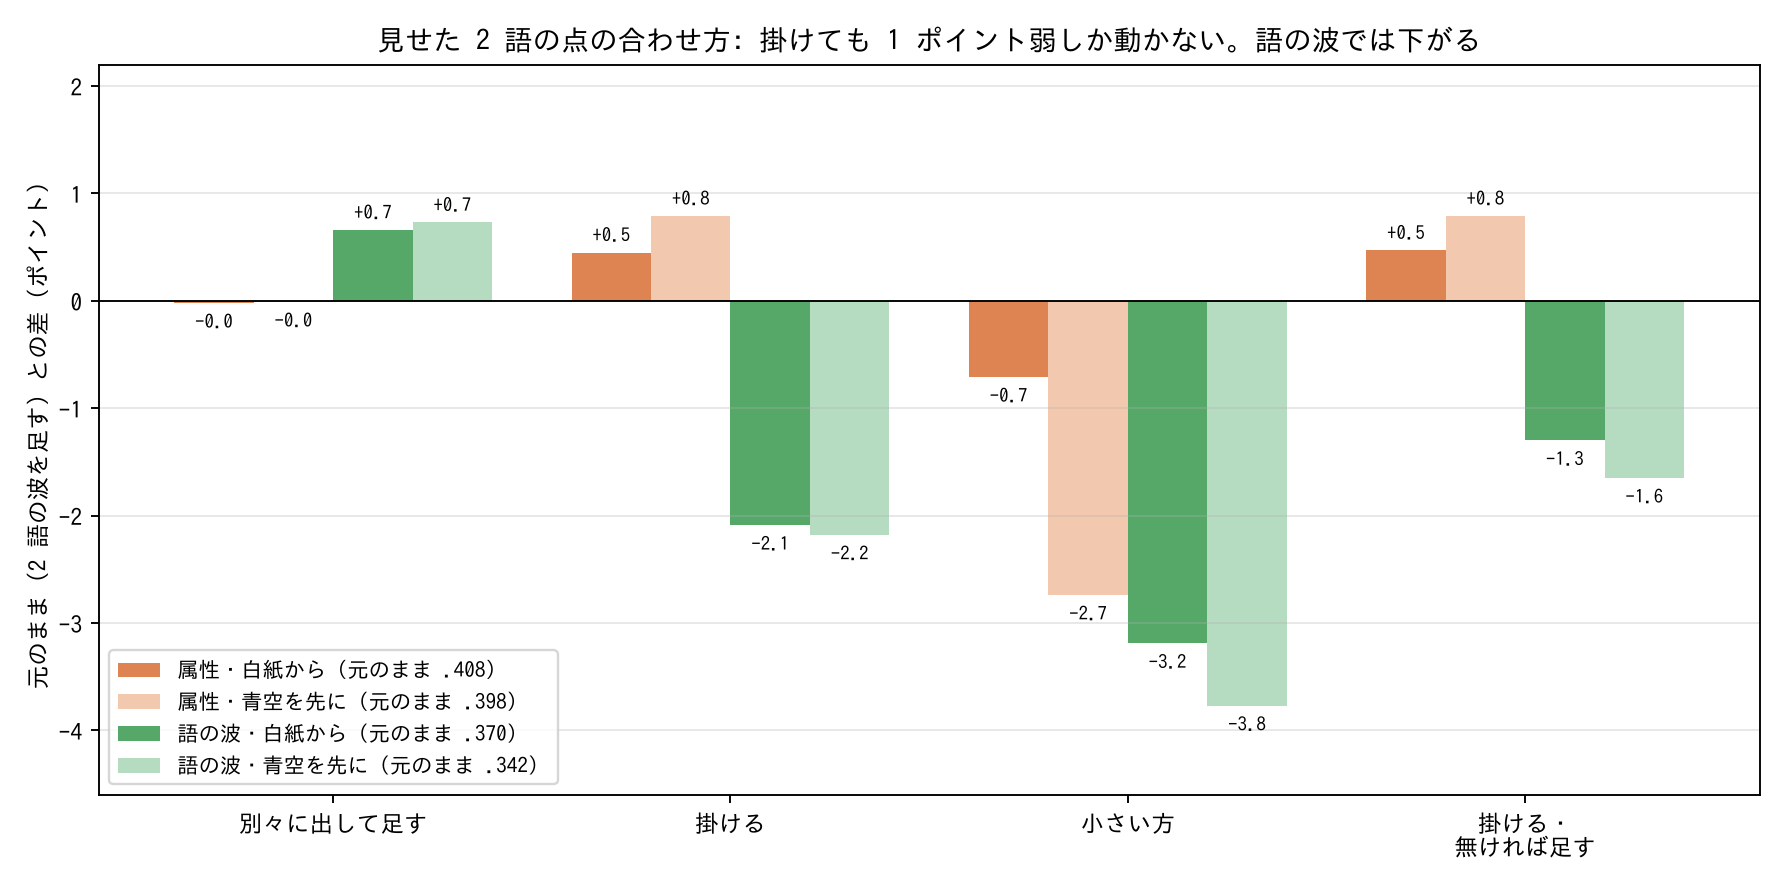 見せた 2 語の点の合わせ方: 掛けても 1 ポイント弱しか動かない。語の波では下がる
元のまま（2 語の波を足す）との差（ポイント）
2
1
0
-1
-2
-3
-4
-0.0
-0.0
+0.7
+0.7
+0.5
+0.8
-2.1
-2.2
-0.7
-2.7
-3.2
-3.8
+0.5
+0.8
-1.3
-1.6
属性・白紙から（元のまま .408）
属性・青空を先に（元のまま .398）
語の波・白紙から（元のまま .370）
語の波・青空を先に（元のまま .342）
別々に出して足す
掛ける
小さい方
掛ける・
無ければ足す